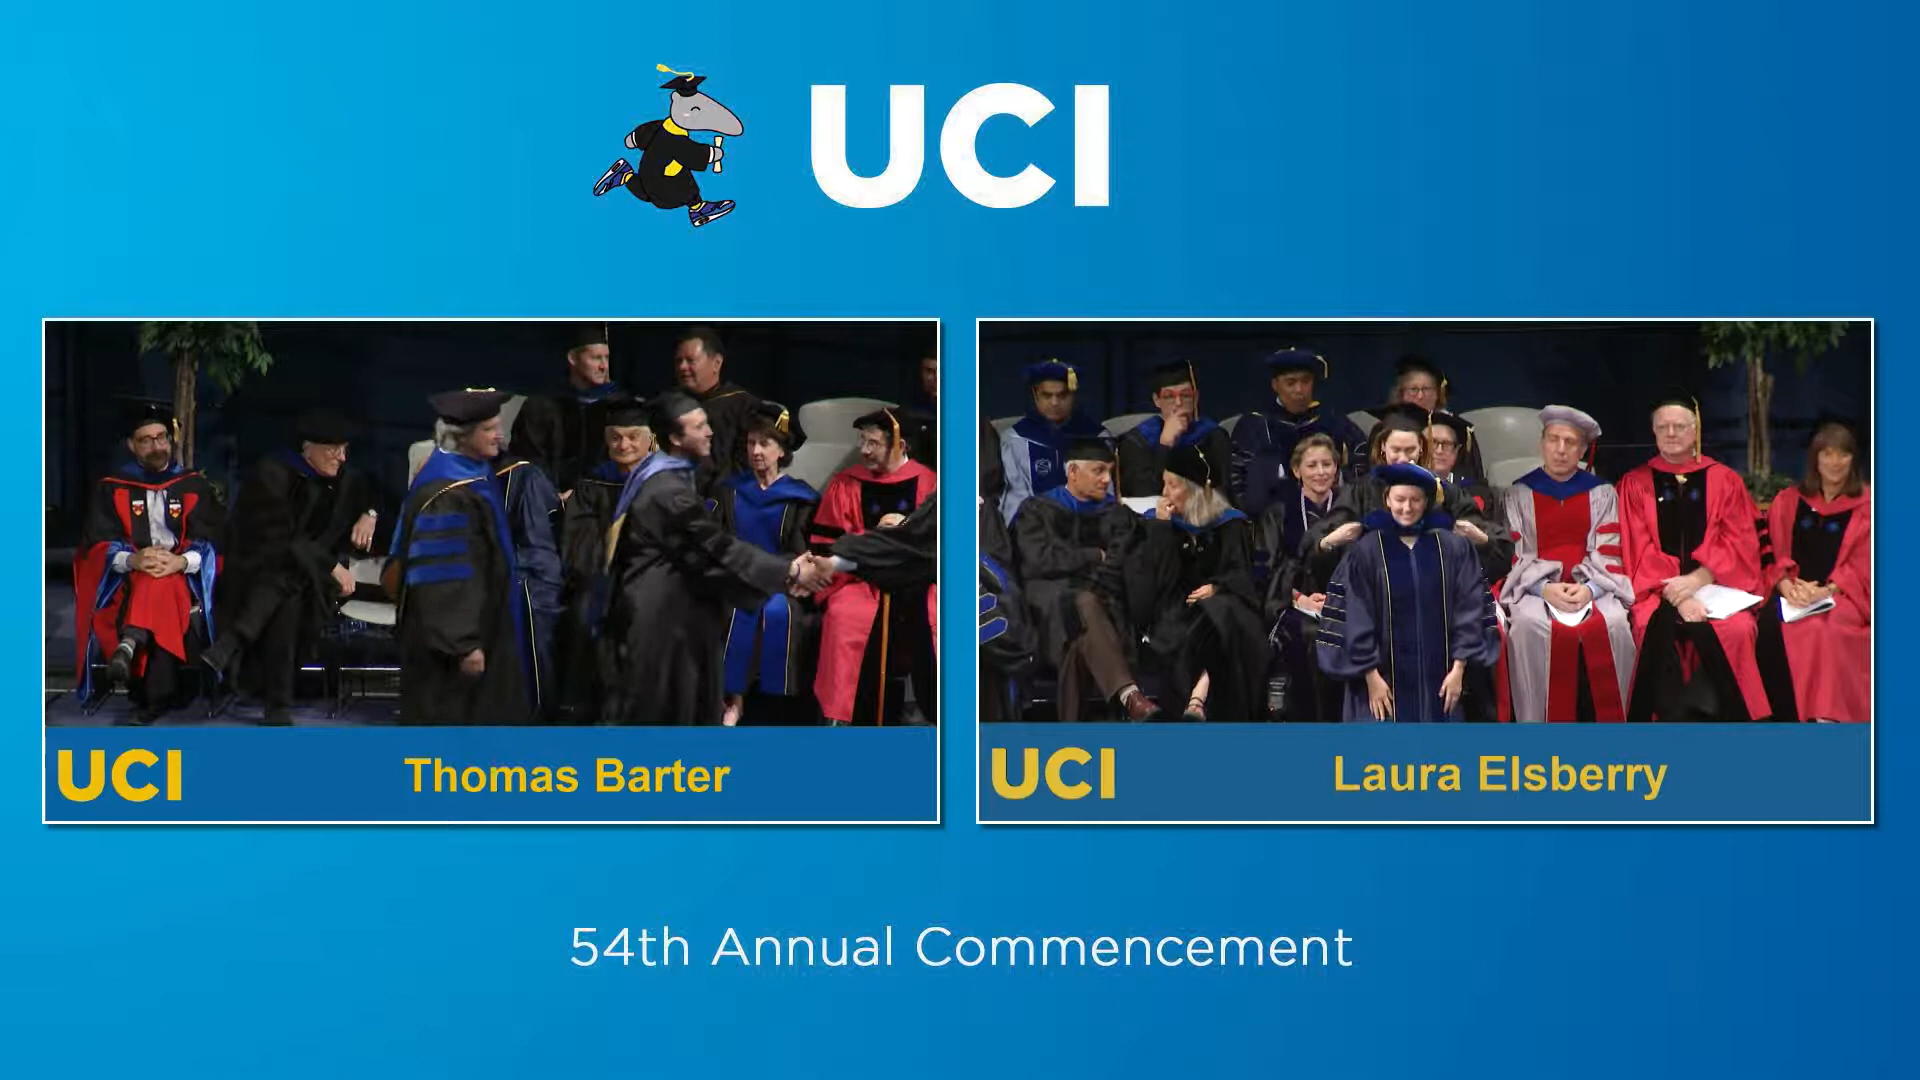 UCI
UCI
Thomas Barter
UCI
Laura Elsberry
54th Annual Commencement